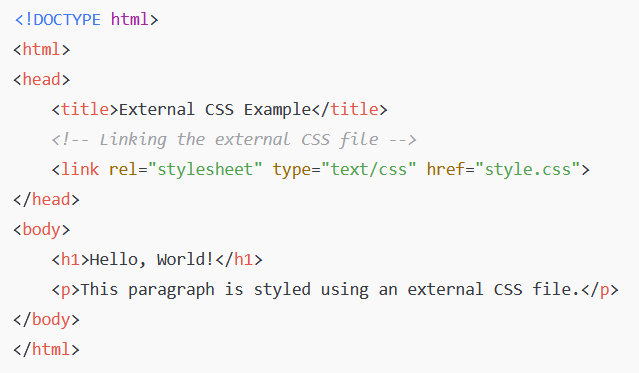 <!DOCTYPE html>
<html>
<head>
    <title>External CSS Example</title>
    <!-- Linking the external CSS file -->
    <link rel="stylesheet" type="text/css" href="style.css">
</head>
<body>
    <h1>Hello, World!</h1>
    <p>This paragraph is styled using an external CSS file.</p>
</body>
</html>